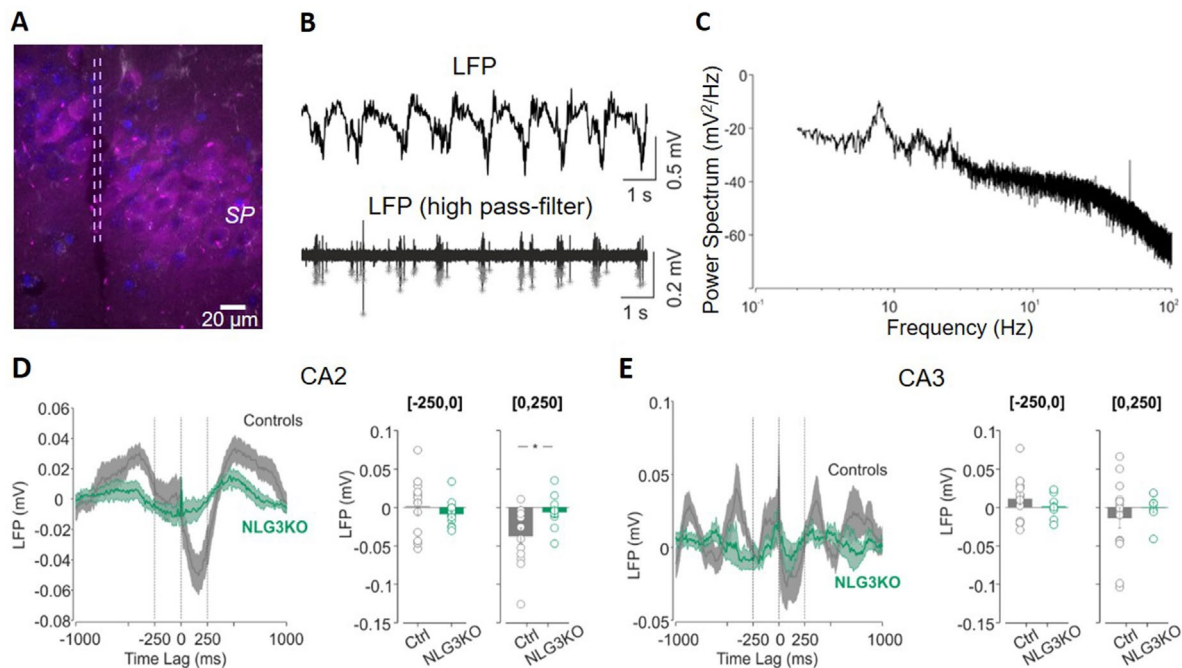 A
SP
20 µm
B
LFP
0.5 mV
1 s
LFP (high pass-filter)
0.2 mV
1 s
C
Power Spectrum (mV²/Hz)
0
-20
-40
-60
10⁻¹
10⁰
10¹
10²
Frequency (Hz)
D
CA2
LFP (mV)
0.06
0.04
0.02
0
-0.02
-0.04
-0.06
-0.08
Controls
NLG3KO
-1000
-250
0
250
1000
Time Lag (ms)
[-250,0]
[0,250]
LFP (mV)
0.1
0.05
0
-0.05
-0.1
-0.15
*
Ctrl
NLG3KO
Ctrl
NLG3KO
E
CA3
LFP (mV)
0.1
0.05
0
-0.05
Controls
NLG3KO
-1000
-250
0
250
1000
Time Lag (ms)
[-250,0]
[0,250]
LFP (mV)
0.1
0.05
0
-0.05
-0.1
-0.15
Ctrl
NLG3KO
Ctrl
NLG3KO